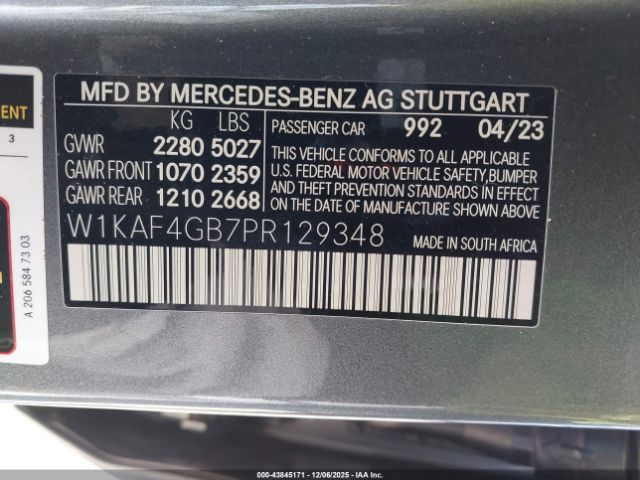 MFD BY MERCEDES-BENZ AG STUTTGART
KG LBS
GVWR 2280 5027
GAWR FRONT 1070 2359
GAWR REAR 1210 2668
PASSENGER CAR 992 04/23
THIS VEHICLE CONFORMS TO ALL APPLICABLE
U.S. FEDERAL MOTOR VEHICLE SAFETY,BUMPER
AND THEFT PREVENTION STANDARDS IN EFFECT
ON THE DATE OF MANUFACTURE SHOWN ABOVE.
W1KAF4GB7PR129348 MADE IN SOUTH AFRICA
3
A 206 584 73 03
000-43845171 - 12/06/2025 - IAAI.COM